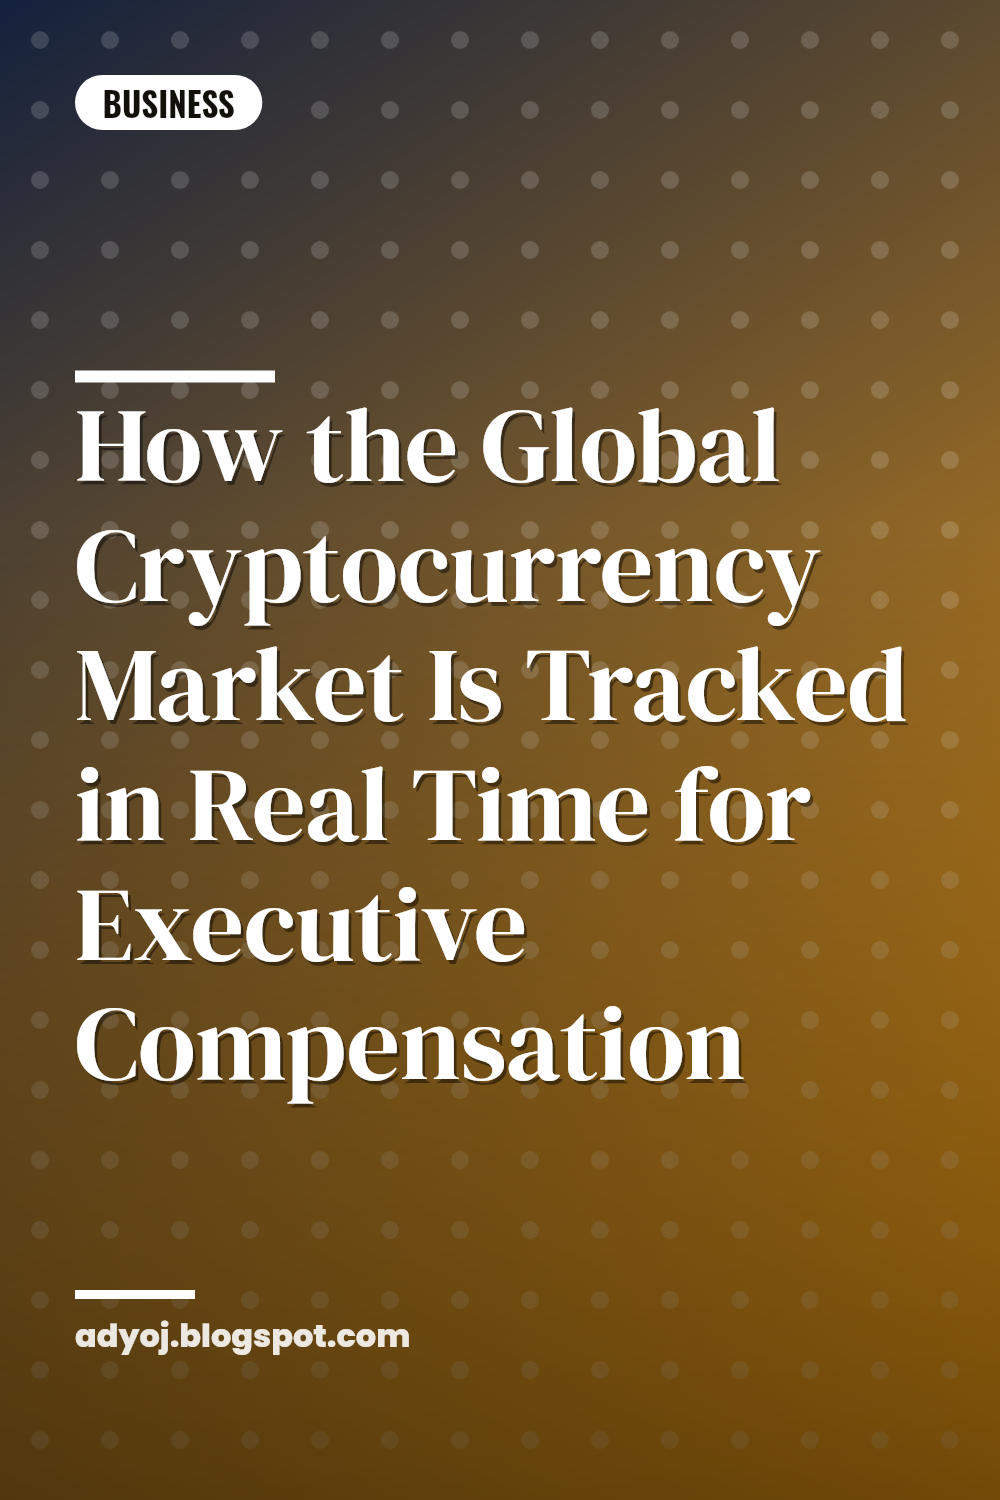 BUSINESS
How the Global
Cryptocurrency
Market Is Tracked
in Real Time for
Executive
Compensation
adyoj.blogspot.com